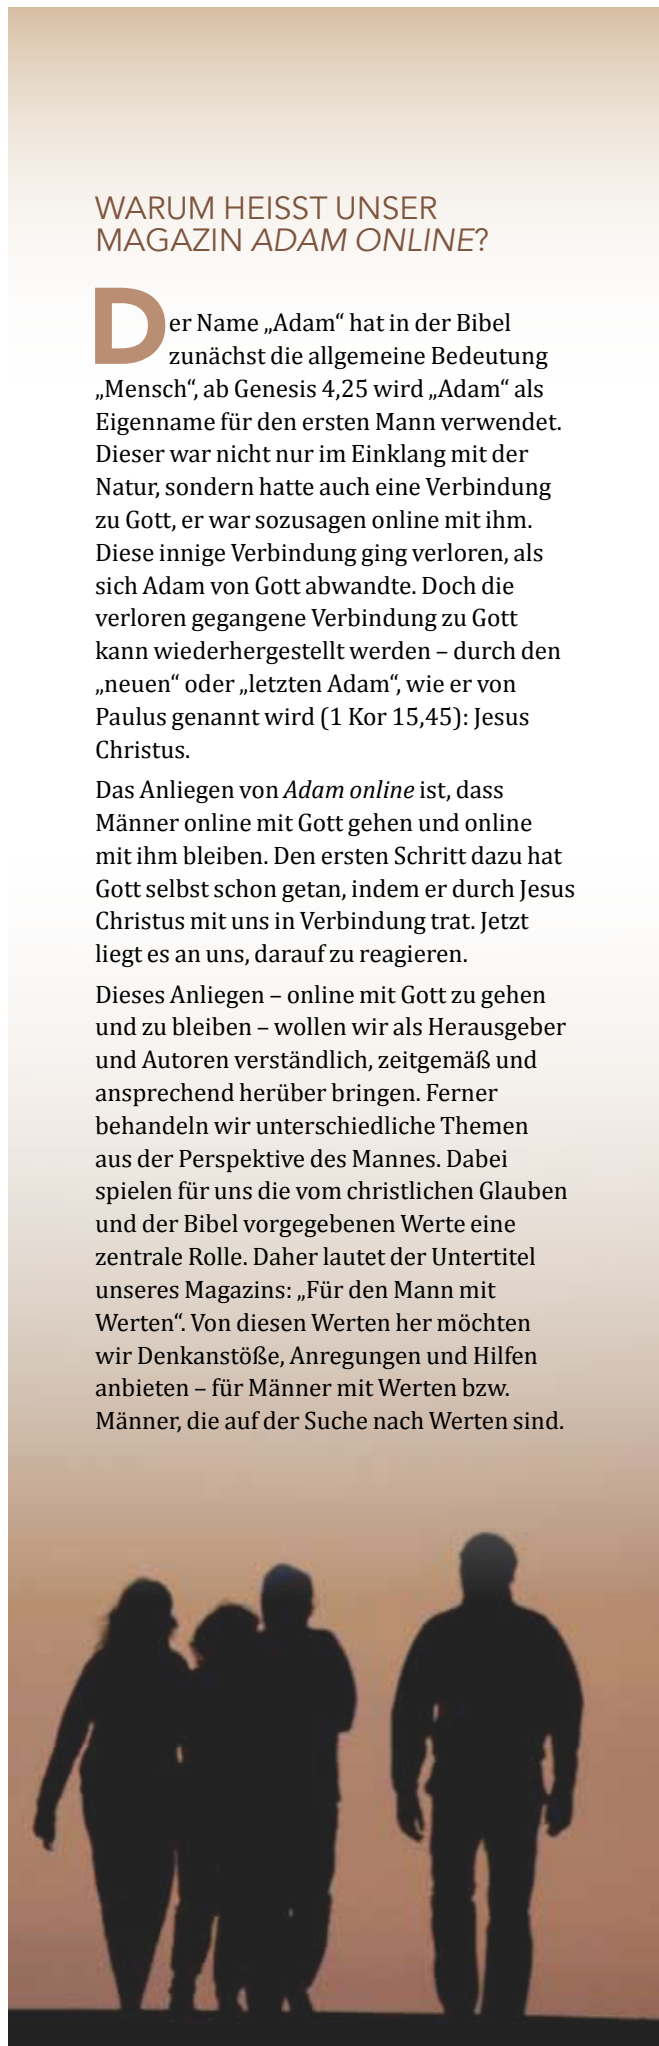 WARUM HEISST UNSER
MAGAZIN ADAM ONLINE?
Der Name „Adam“ hat in der Bibel
zunächst die allgemeine Bedeutung
„Mensch“, ab Genesis 4,25 wird „Adam“ als
Eigenname für den ersten Mann verwendet.
Dieser war nicht nur im Einklang mit der
Natur, sondern hatte auch eine Verbindung
zu Gott, er war sozusagen online mit ihm.
Diese innige Verbindung ging verloren, als
sich Adam von Gott abwandte. Doch die
verloren gegangene Verbindung zu Gott
kann wiederhergestellt werden – durch den
„neuen“ oder „letzten Adam“, wie er von
Paulus genannt wird (1 Kor 15,45): Jesus
Christus.
Das Anliegen von Adam online ist, dass
Männer online mit Gott gehen und online
mit ihm bleiben. Den ersten Schritt dazu hat
Gott selbst schon getan, indem er durch Jesus
Christus mit uns in Verbindung trat. Jetzt
liegt es an uns, darauf zu reagieren.
Dieses Anliegen – online mit Gott zu gehen
und zu bleiben – wollen wir als Herausgeber
und Autoren verständlich, zeitgemäß und
ansprechend herüber bringen. Ferner
behandeln wir unterschiedliche Themen
aus der Perspektive des Mannes. Dabei
spielen für uns die vom christlichen Glauben
und der Bibel vorgegebenen Werte eine
zentrale Rolle. Daher lautet der Untertitel
unseres Magazins: „Für den Mann mit
Werten“. Von diesen Werten her möchten
wir Denkanstöße, Anregungen und Hilfen
anbieten – für Männer mit Werten bzw.
Männer, die auf der Suche nach Werten sind.